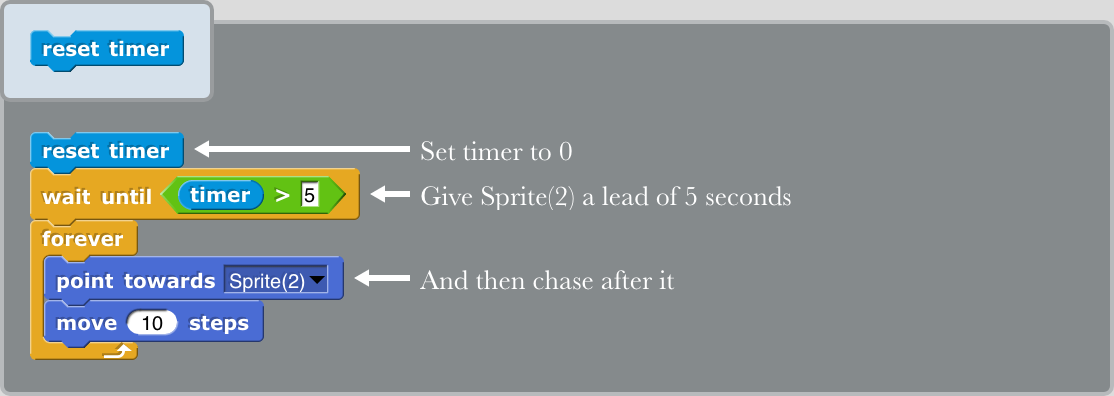 reset timer
reset timer
Set timer to 0
wait until timer > 5
Give Sprite(2) a lead of 5 seconds
forever
point towards Sprite(2)
And then chase after it
move 10 steps